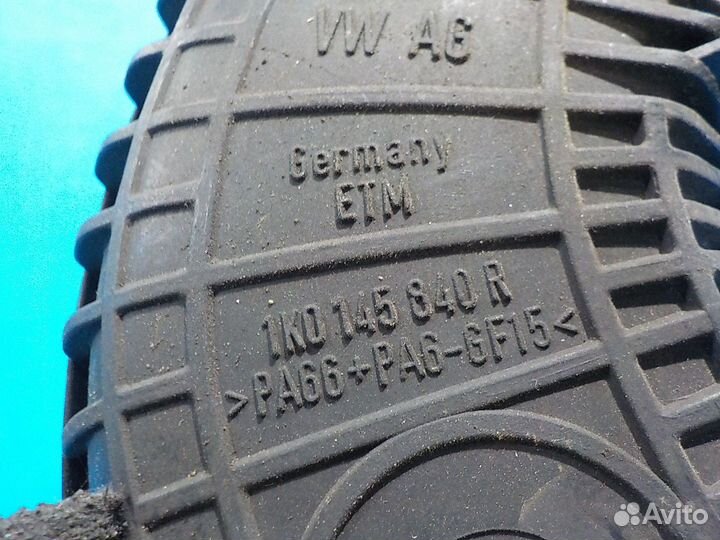 VW AG
Germany
ETM
1K0 145 840 R
>PA66+PA6-GF15<
Avito